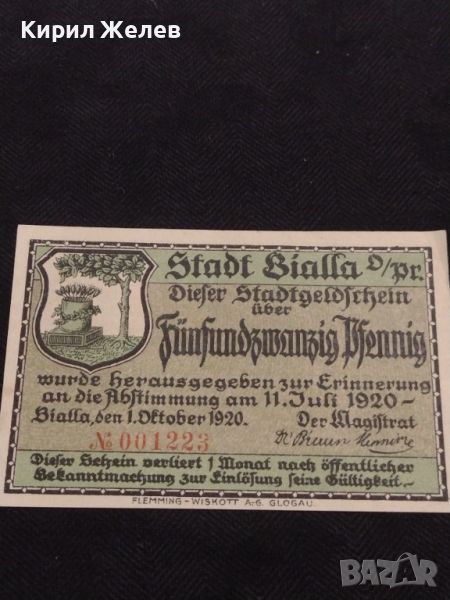 Кирил Желев
Stadt Bialla O/pr.
Dieser Stadtgeldschein
über
Fünfundzwanzig Pfennig
wurde herausgegeben zur Erinnerung
an die Abstimmung am 11. Juli 1920-
Bialla, den 1. Oktober 1920. Der Magistrat
№ 001223
Dieser Schein verliert 1 Monat nach öffentlicher
Bekanntmachung zur Einlösung seine Gültigkeit-
FLEMMING-WISKOTT A:G. GLOGAU.
BAZAR